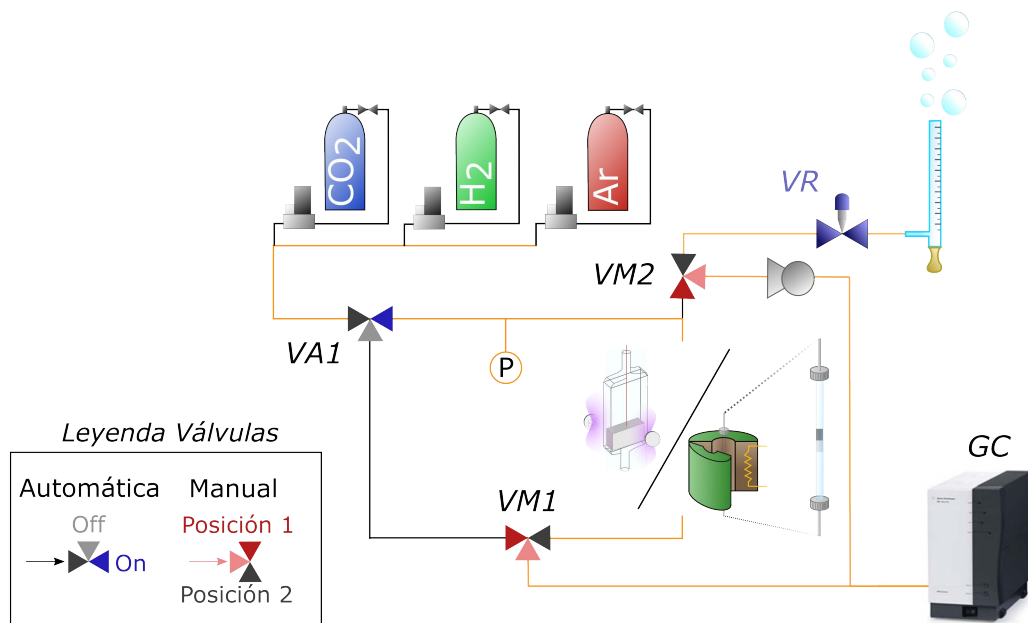 CO2
H2
Ar
VR
VM2
VA1
P
Leyenda Válvulas
Automática
Manual
Off
Posición 1
On
Posición 2
VM1
GC